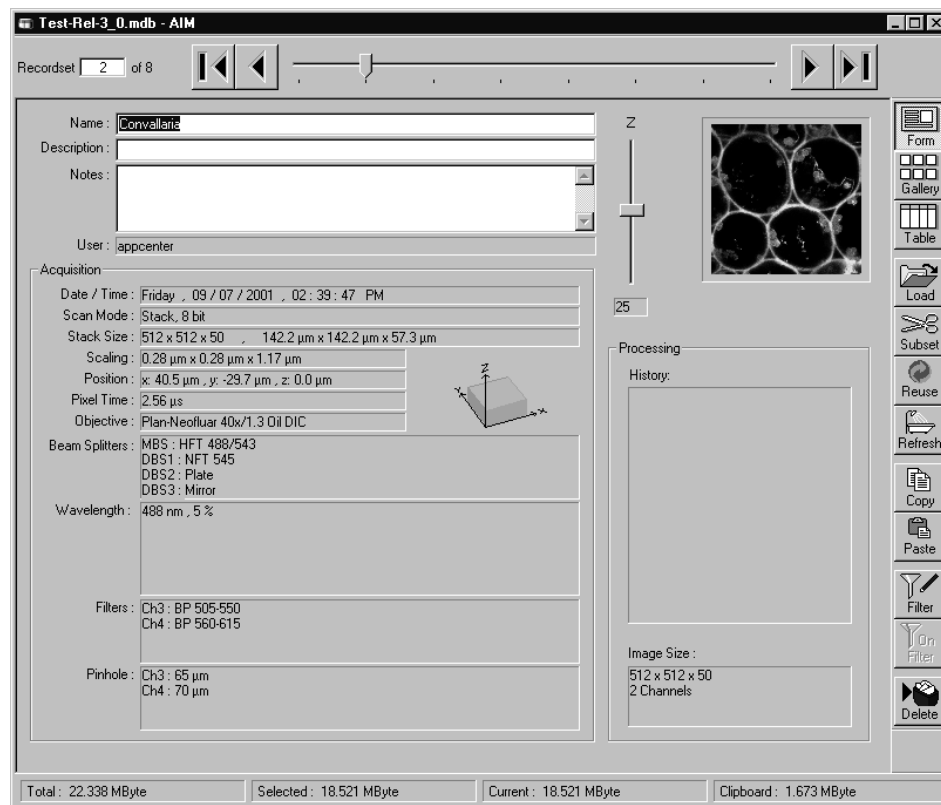 Test-Rel-3_0.mdb - AIM
Recordset 2 of 8
Name : Convallaria
Description :
Notes :
User : appcenter
Acquisition
Date / Time : Friday , 09 / 07 / 2001 , 02 : 39 : 47 PM
Scan Mode : Stack, 8 bit
Stack Size : 512 x 512 x 50 , 142.2 µm x 142.2 µm x 57.3 µm
Scaling : 0.28 µm x 0.28 µm x 1.17 µm
Position : x: 40.5 µm , y: -29.7 µm , z: 0.0 µm
Pixel Time : 2.56 µs
Objective : Plan-Neofluar 40x/1.3 Oil DIC
Z
Y
X
Beam Splitters : MBS : HFT 488/543
DBS1 : NFT 545
DBS2 : Plate
DBS3 : Mirror
Wavelength : 488 nm , 5 %
Filters : Ch3 : BP 505-550
Ch4 : BP 560-615
Pinhole : Ch3 : 65 µm
Ch4 : 70 µm
Z
25
Processing
History:
Image Size :
512 x 512 x 50
2 Channels
Form
Gallery
Table
Load
Subset
Reuse
Refresh
Copy
Paste
Filter
On
Filter
Delete
Total : 22.338 MByte
Selected : 18.521 MByte
Current : 18.521 MByte
Clipboard : 1.673 MByte